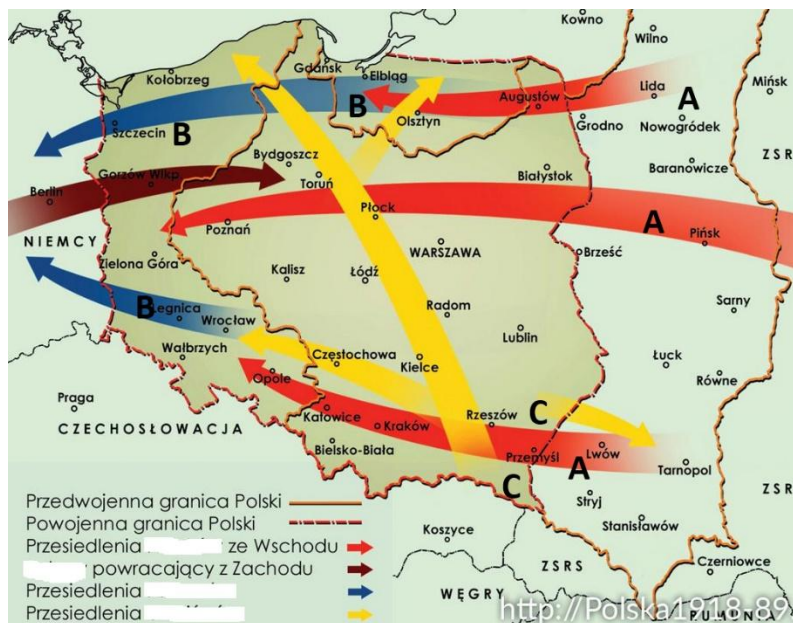 Kowno
Wilno
Gdańsk
Elbląg
Kołobrzeg
Mińsk
Lida
A
B
Augustów
Szczecin
B
Olsztyn
Grodno
Nowogródek
ZSR
Bydgoszcz
Baranowicze
Gorzów Wlkp
Toruń
Białystok
Berlin
Płock
Poznań
A
Pińsk
NIEMCY
WARSZAWA
Brześć
Zielona Góra
Kalisz
Łódź
Sarny
Radom
B
Legnica
Wrocław
Lublin
Wałbrzych
Częstochowa
Kielce
Łuck
Równe
Opole
Praga
Katowice
Rzeszów
C
CZECHOSŁOWACJA
Kraków
Przemyśl
Lwów
Bielsko-Biała
A
Tarnopol
C
ZSR
Przedwojenna granica Polski
Stryj
Powojenna granica Polski
Stanisławów
Przesiedlenia ze Wschodu
Koszyce
powracający z Zachodu
ZSRS
Czerniowce
Przesiedlenia
WĘGRY
Przesiedlenia
RUMUNIA
http://Polska1918-89